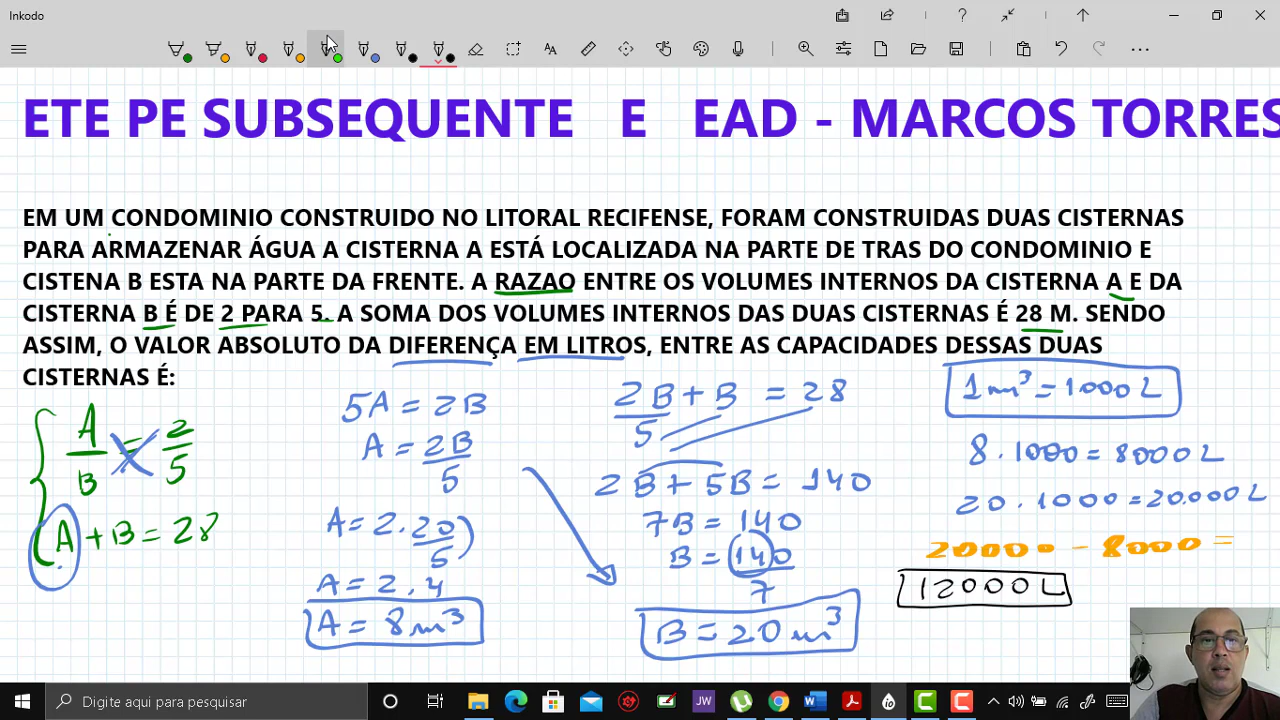 Inkodo
ETE PE SUBSEQUENTE E EAD - MARCOS TORRES
EM UM CONDOMINIO CONSTRUIDO NO LITORAL RECIFENSE, FORAM CONSTRUIDAS DUAS CISTERNAS
PARA ARMAZENAR ÁGUA A CISTERNA A ESTÁ LOCALIZADA NA PARTE DE TRAS DO CONDOMINIO E
CISTENA B ESTA NA PARTE DA FRENTE. A RAZAO ENTRE OS VOLUMES INTERNOS DA CISTERNA A E DA
CISTERNA B É DE 2 PARA 5. A SOMA DOS VOLUMES INTERNOS DAS DUAS CISTERNAS É 28 M. SENDO
ASSIM, O VALOR ABSOLUTO DA DIFERENÇA EM LITROS, ENTRE AS CAPACIDADES DESSAS DUAS
CISTERNAS É:
A/B = 2/5
A + B = 28
5A = 2B
A = 2B/5
A = 2 . 20/5)
A = 2 . 4
A = 8 m³
2B/5 + B = 28
2B + 5B = 140
7B = 140
B = 140/7
B = 20 m³
1 m³ = 1000 L
8 . 1000 = 8000 L
20 . 1000 = 20.000 L
20000 - 8000 =
12000 L
Digite aqui para pesquisar
JW